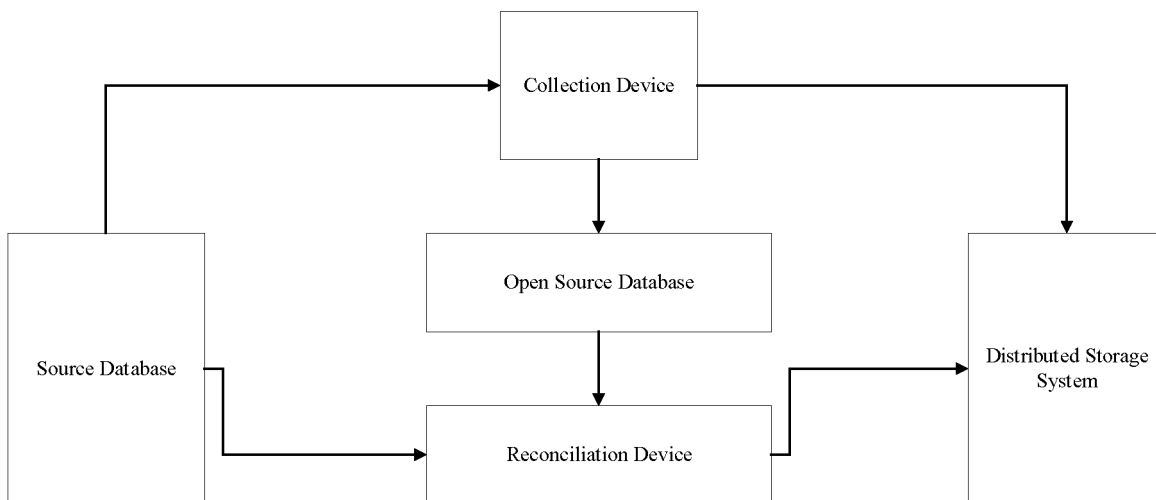 Collection Device
Open Source Database
Source Database
Distributed Storage
System
Reconciliation Device